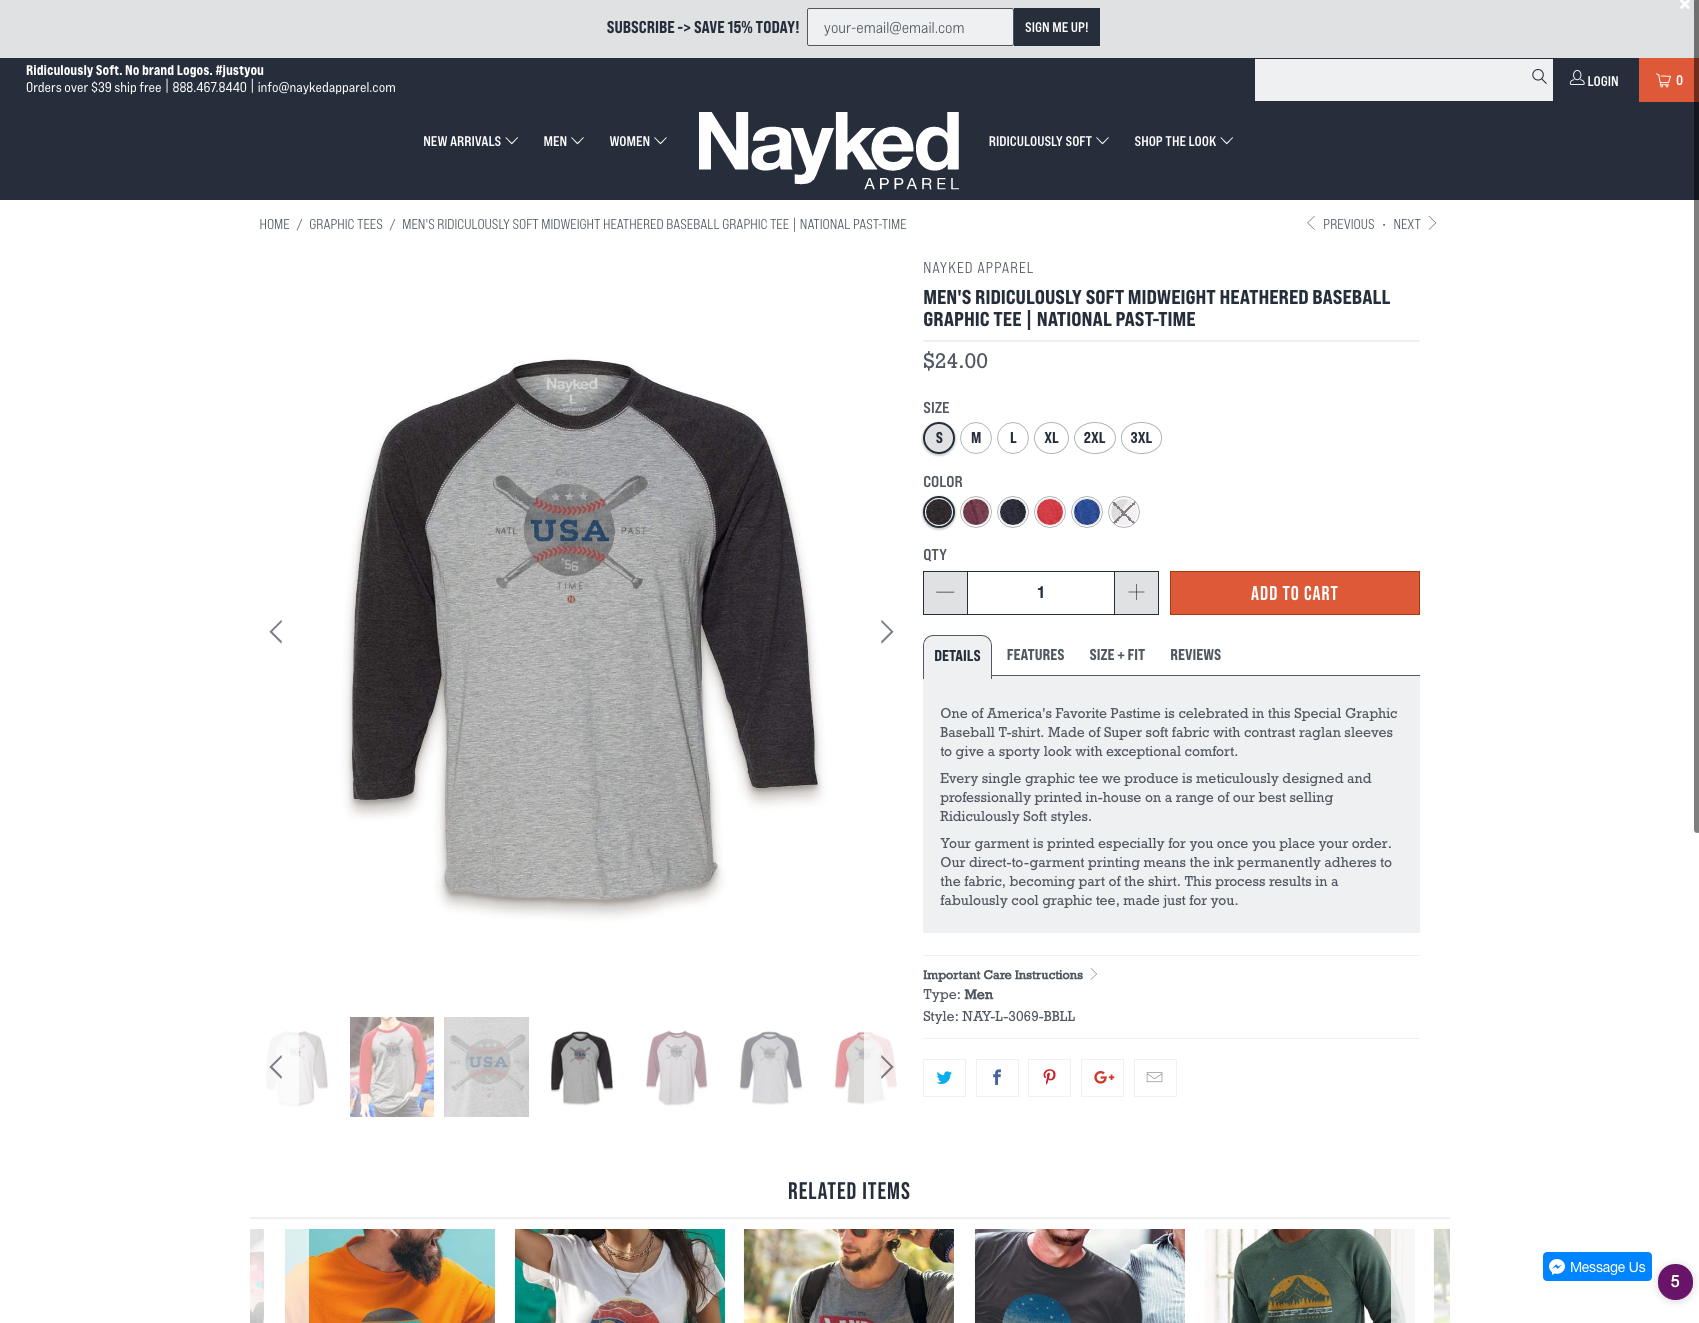 SUBSCRIBE -> SAVE 15% TODAY!
your-email@email.com
SIGN ME UP!
Ridiculously Soft. No brand Logos. #justyou
Orders over $39 ship free | 888.467.8440 | info@naykedapparel.com
LOGIN
0
NEW ARRIVALS
MEN
WOMEN
Nayked
APPAREL
RIDICULOUSLY SOFT
SHOP THE LOOK
HOME / GRAPHIC TEES / MEN'S RIDICULOUSLY SOFT MIDWEIGHT HEATHERED BASEBALL GRAPHIC TEE | NATIONAL PAST-TIME
PREVIOUS • NEXT
Nayked
L
OUR
NATL
USA
PAST
'56
TIME
NAYKED APPAREL
MEN'S RIDICULOUSLY SOFT MIDWEIGHT HEATHERED BASEBALL
GRAPHIC TEE | NATIONAL PAST-TIME
$24.00
SIZE
S M L XL 2XL 3XL
COLOR
QTY
1
ADD TO CART
DETAILS
FEATURES
SIZE + FIT
REVIEWS
One of America's Favorite Pastime is celebrated in this Special Graphic
Baseball T-shirt. Made of Super soft fabric with contrast raglan sleeves
to give a sporty look with exceptional comfort.
Every single graphic tee we produce is meticulously designed and
professionally printed in-house on a range of our best selling
Ridiculously Soft styles.
Your garment is printed especially for you once you place your order.
Our direct-to-garment printing means the ink permanently adheres to
the fabric, becoming part of the shirt. This process results in a
fabulously cool graphic tee, made just for you.
Important Care Instructions
Type: Men
Style: NAY-L-3069-BBLL
USA
RELATED ITEMS
LAND
EXPLORE
Message Us
5